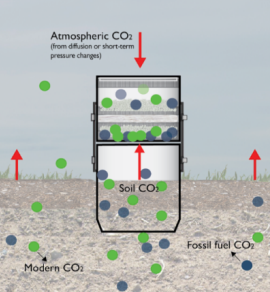 Atmospheric CO₂
(from diffusion or short-term
pressure changes)
Soil CO₂
Fossil fuel CO₂
Modern CO₂